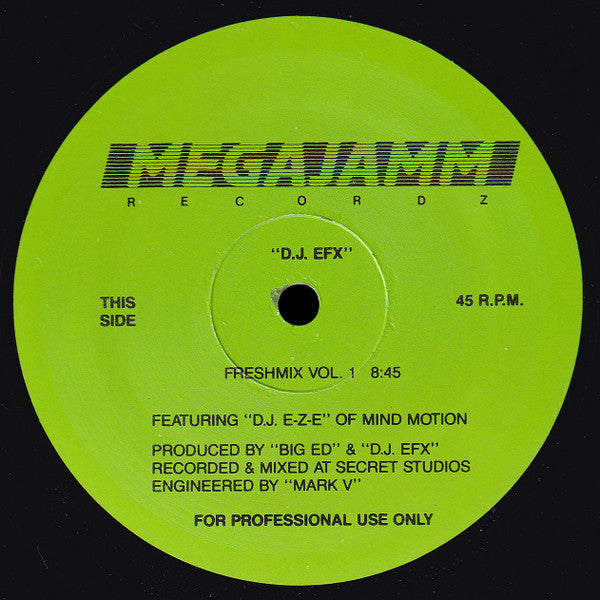 MEGAJAMM
RECORDZ
"D.J. EFX"
THIS
SIDE
45 R.P.M.
FRESHMIX VOL. 1 8:45
FEATURING "D.J. E-Z-E" OF MIND MOTION
PRODUCED BY "BIG ED" & "D.J. EFX"
RECORDED & MIXED AT SECRET STUDIOS
ENGINEERED BY "MARK V"
FOR PROFESSIONAL USE ONLY